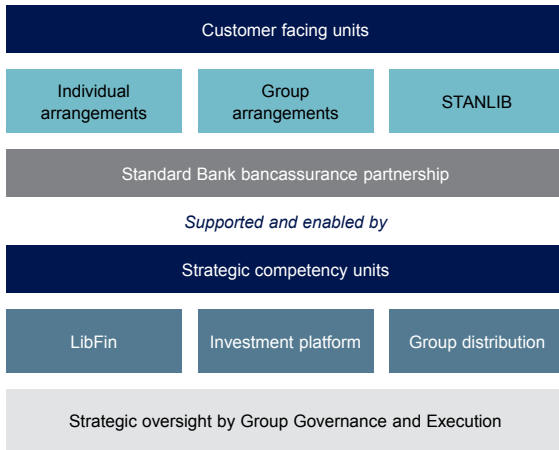 Customer facing units
Individual
arrangements
Group
arrangements
STANLIB
Standard Bank bancassurance partnership
Supported and enabled by
Strategic competency units
LibFin
Investment platform
Group distribution
Strategic oversight by Group Governance and Execution